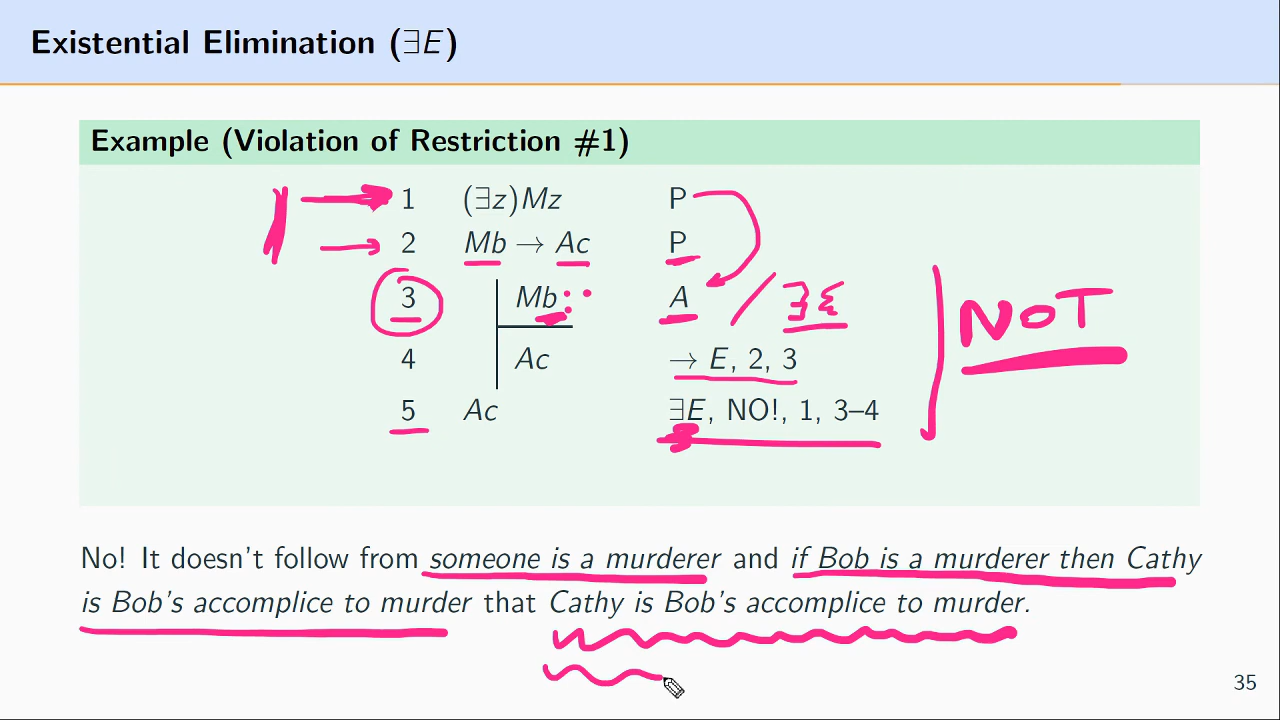 Existential Elimination (∃E)
Example (Violation of Restriction #1)
1 (∃z)Mz P
2 Mb → Ac P
3 Mb A / ∃E
4 Ac → E, 2, 3
5 Ac ∃E, NO!, 1, 3–4
NOT
No! It doesn't follow from someone is a murderer and if Bob is a murderer then Cathy
is Bob's accomplice to murder that Cathy is Bob's accomplice to murder.
35